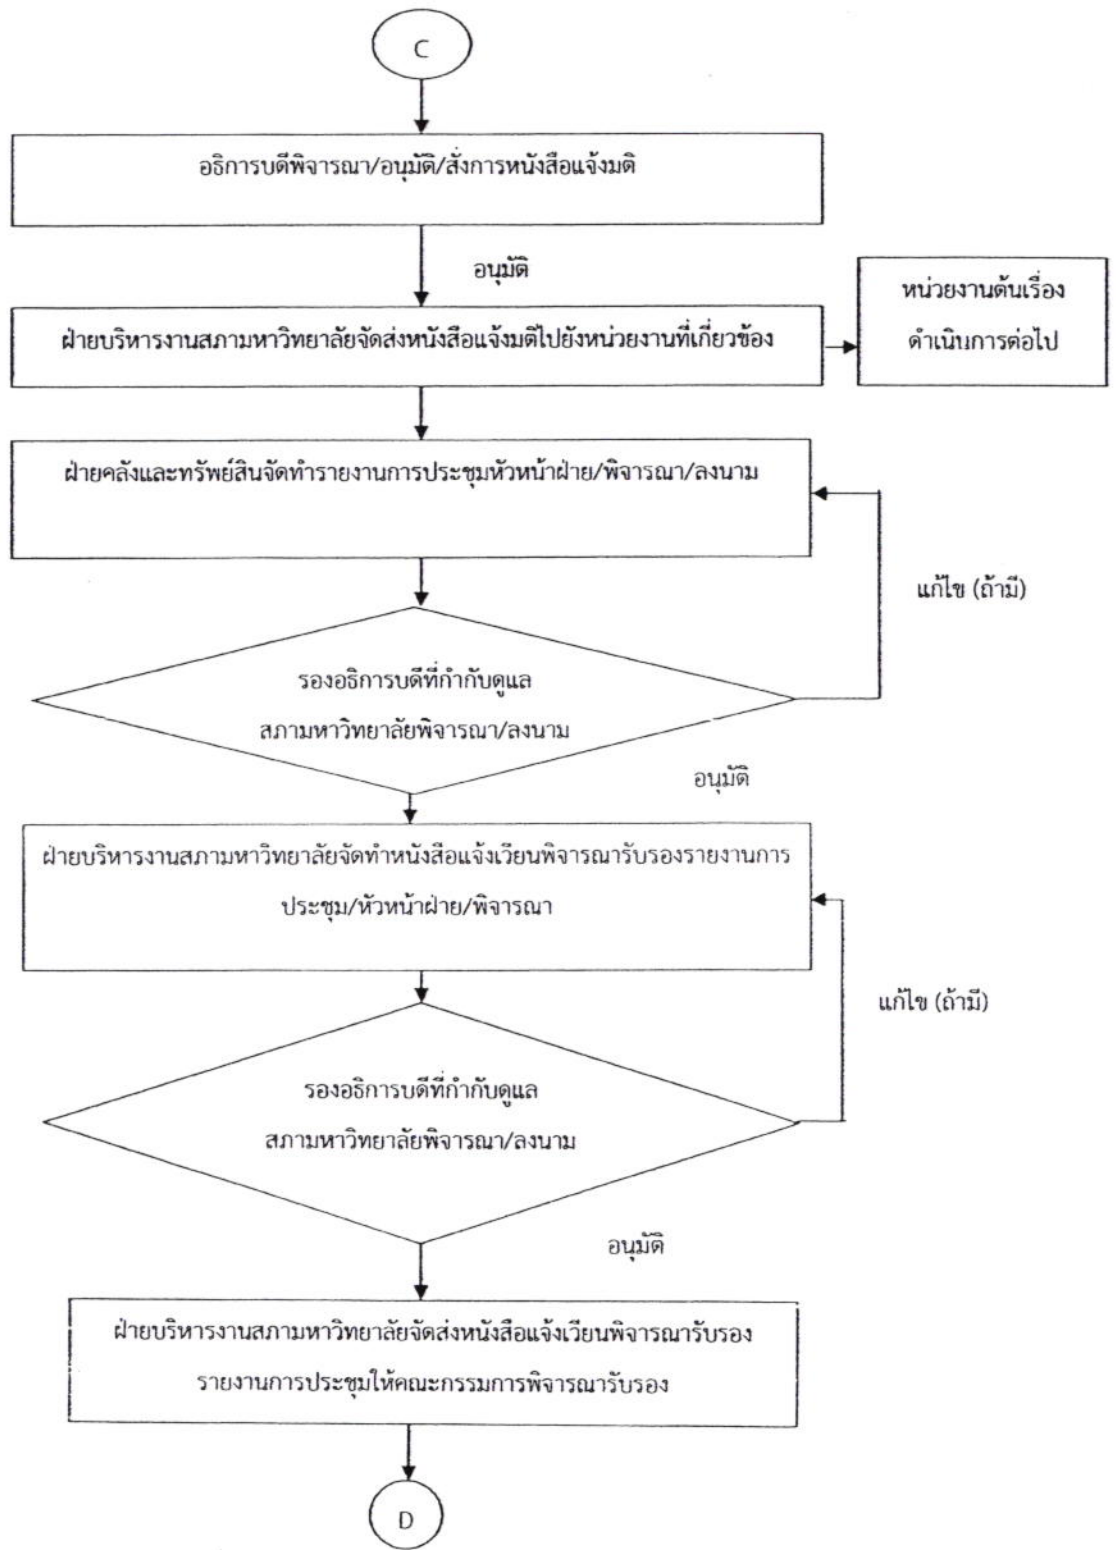 C
อธิการบดีพิจารณา/อนุมัติ/สั่งการหนังสือแจ้งมติ
อนุมัติ
หน่วยงานต้นเรื่อง
ดำเนินการต่อไป
ฝ่ายบริหารงานสภามหาวิทยาลัยจัดส่งหนังสือแจ้งมติไปยังหน่วยงานที่เกี่ยวข้อง
ฝ่ายคลังและทรัพย์สินจัดทำรายงานการประชุมหัวหน้าฝ่าย/พิจารณา/ลงนาม
แก้ไข (ถ้ามี)
รองอธิการบดีที่กำกับดูแล
สภามหาวิทยาลัยพิจารณา/ลงนาม
อนุมัติ
ฝ่ายบริหารงานสภามหาวิทยาลัยจัดทำหนังสือแจ้งเวียนพิจารณารับรองรายงานการ
ประชุม/หัวหน้าฝ่าย/พิจารณา
แก้ไข (ถ้ามี)
รองอธิการบดีที่กำกับดูแล
สภามหาวิทยาลัยพิจารณา/ลงนาม
อนุมัติ
ฝ่ายบริหารงานสภามหาวิทยาลัยจัดส่งหนังสือแจ้งเวียนพิจารณารับรอง
รายงานการประชุมให้คณะกรรมการพิจารณารับรอง
D